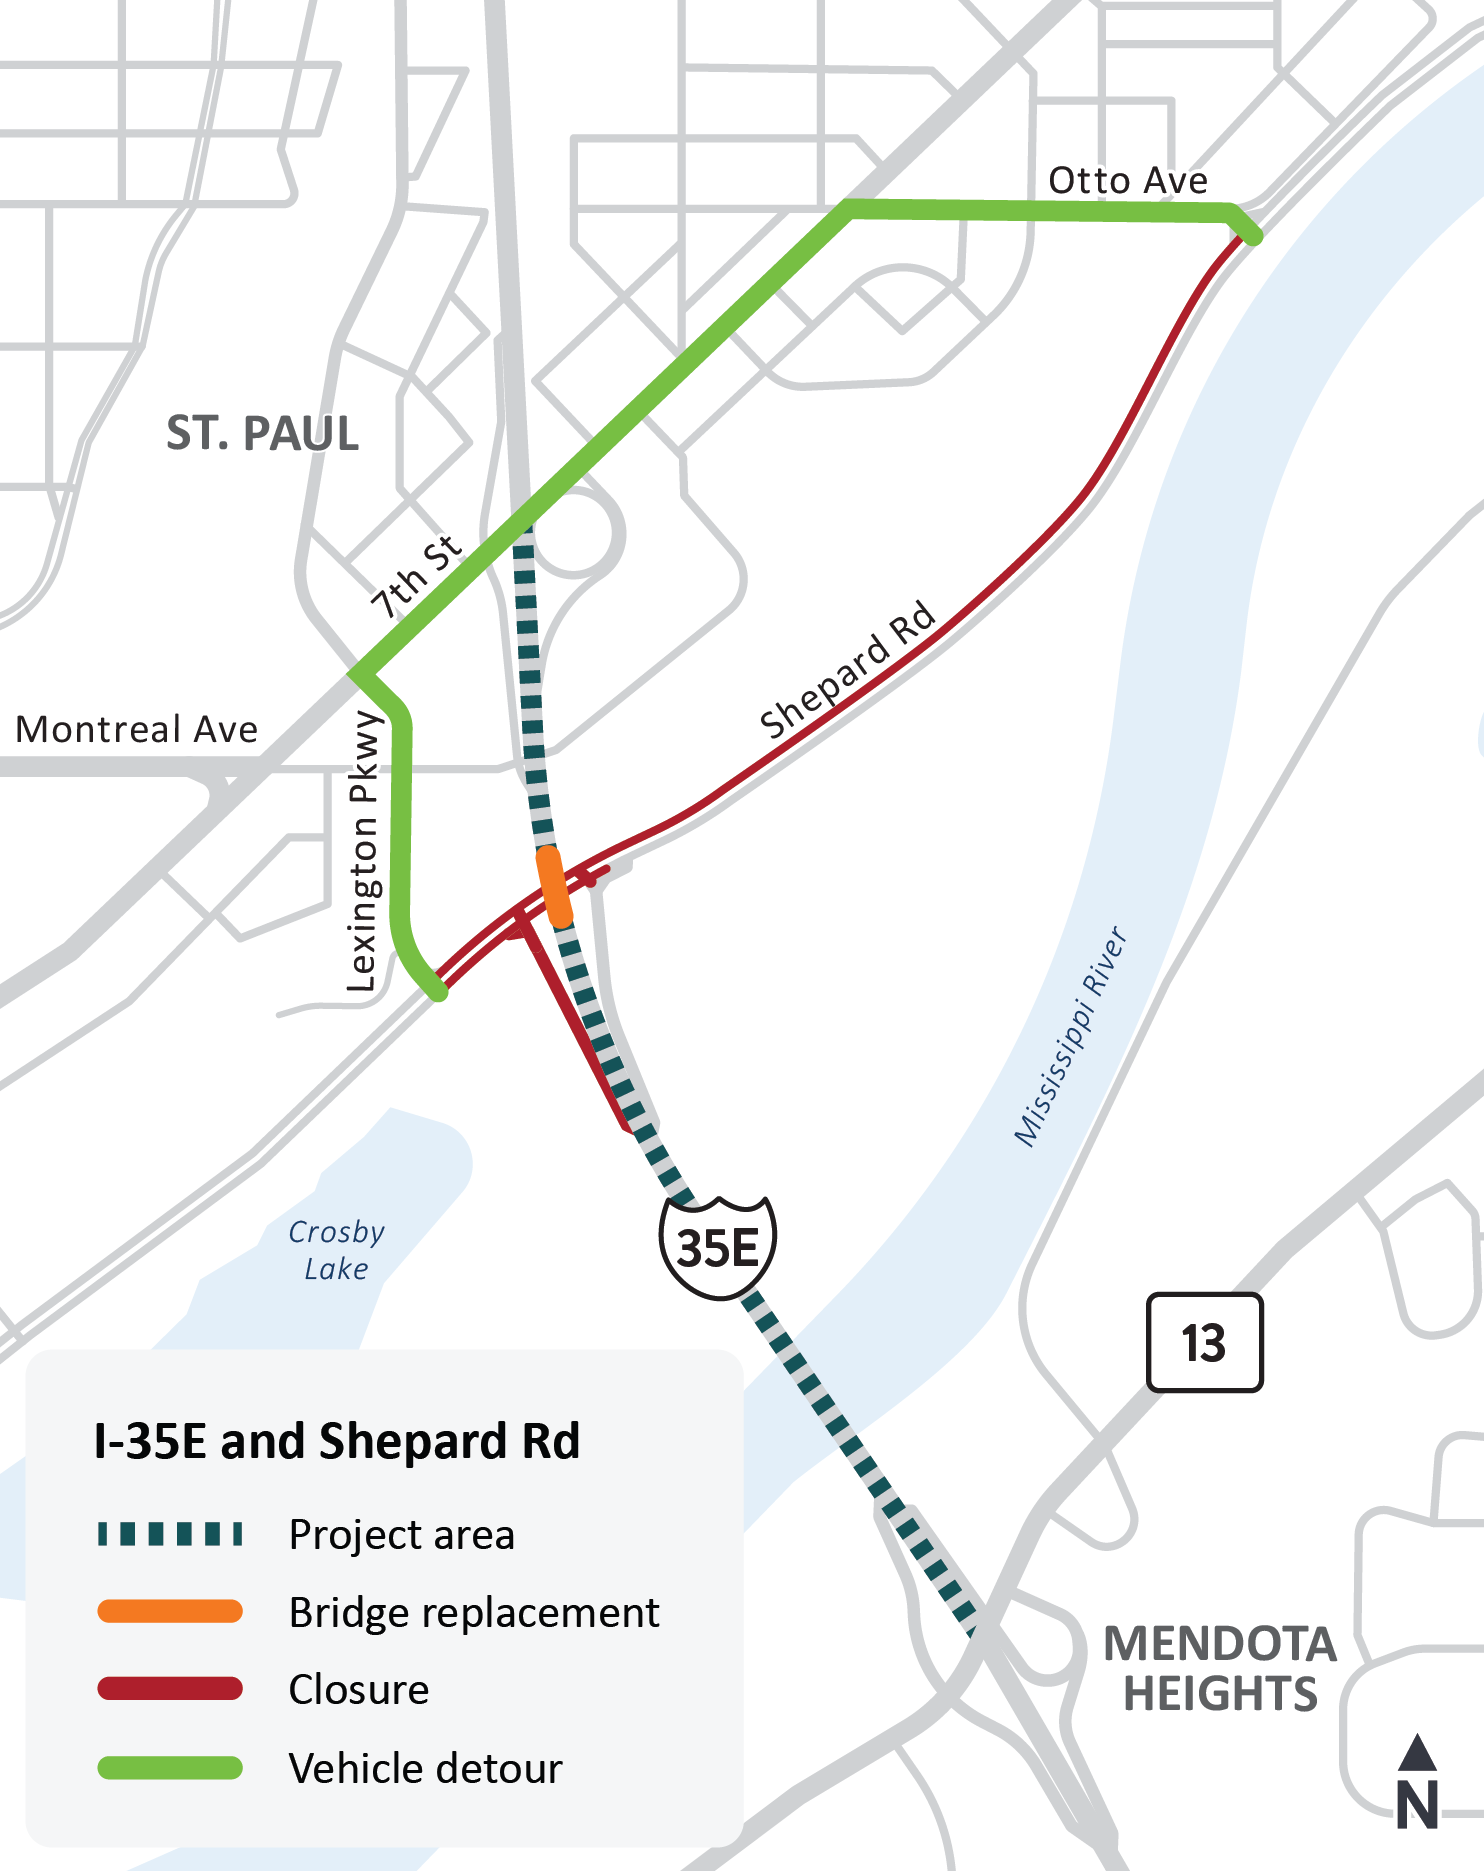 Otto Ave
ST. PAUL
7th St
Shepard Rd
Montreal Ave
Lexington Pkwy
Mississippi River
Crosby
Lake
35E
13
I-35E and Shepard Rd
Project area
Bridge replacement
Closure
Vehicle detour
MENDOTA
HEIGHTS
N